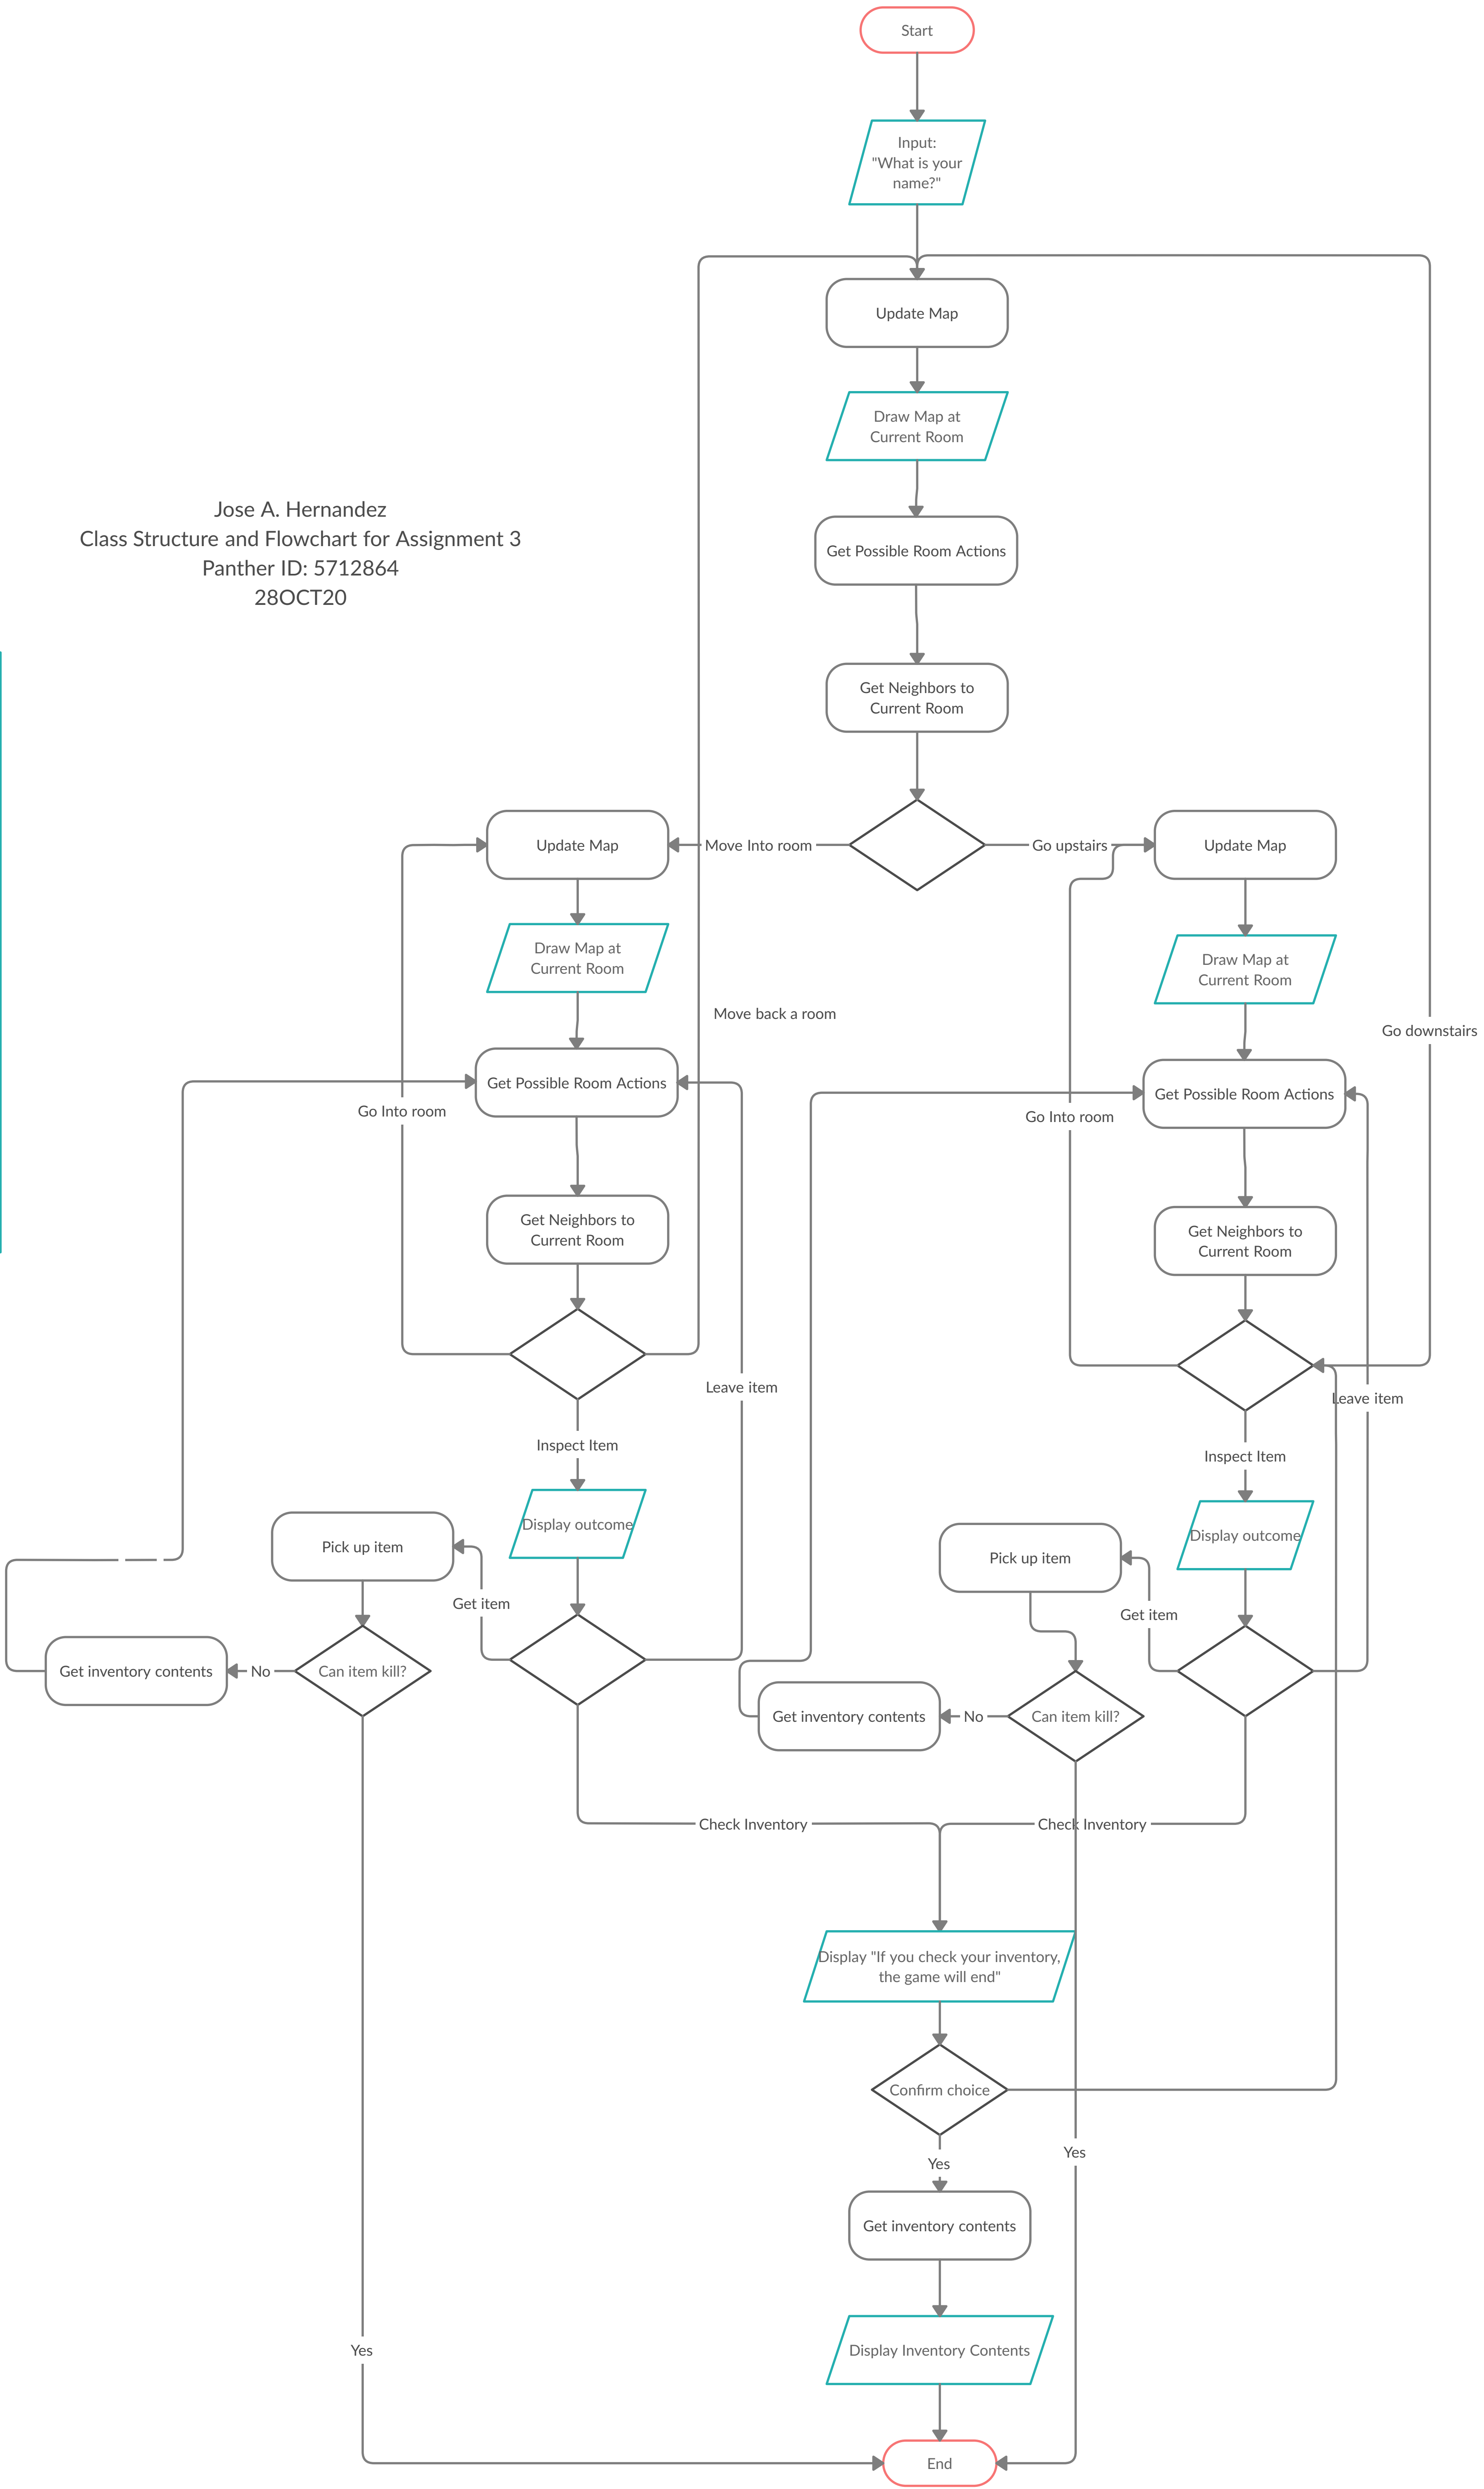 Start
Input:
"What is your
name?"
Update Map
Draw Map at
Current Room
Jose A. Hernandez
Class Structure and Flowchart for Assignment 3
Panther ID: 5712864
28OCT20
Get Possible Room Actions
Get Neighbors to
Current Room
Update Map
Move Into room
Go upstairs
Update Map
Draw Map at
Current Room
Draw Map at
Current Room
Move back a room
Go downstairs
Get Possible Room Actions
Get Possible Room Actions
Go Into room
Go Into room
Get Neighbors to
Current Room
Get Neighbors to
Current Room
Leave item
Leave item
Inspect Item
Inspect Item
Display outcome
Display outcome
Pick up item
Pick up item
Get item
Get item
Get inventory contents
No
Can item kill?
Get inventory contents
No
Can item kill?
Check Inventory
Check Inventory
Display "If you check your inventory,
the game will end"
Confirm choice
Yes
Yes
Get inventory contents
Yes
Display Inventory Contents
End